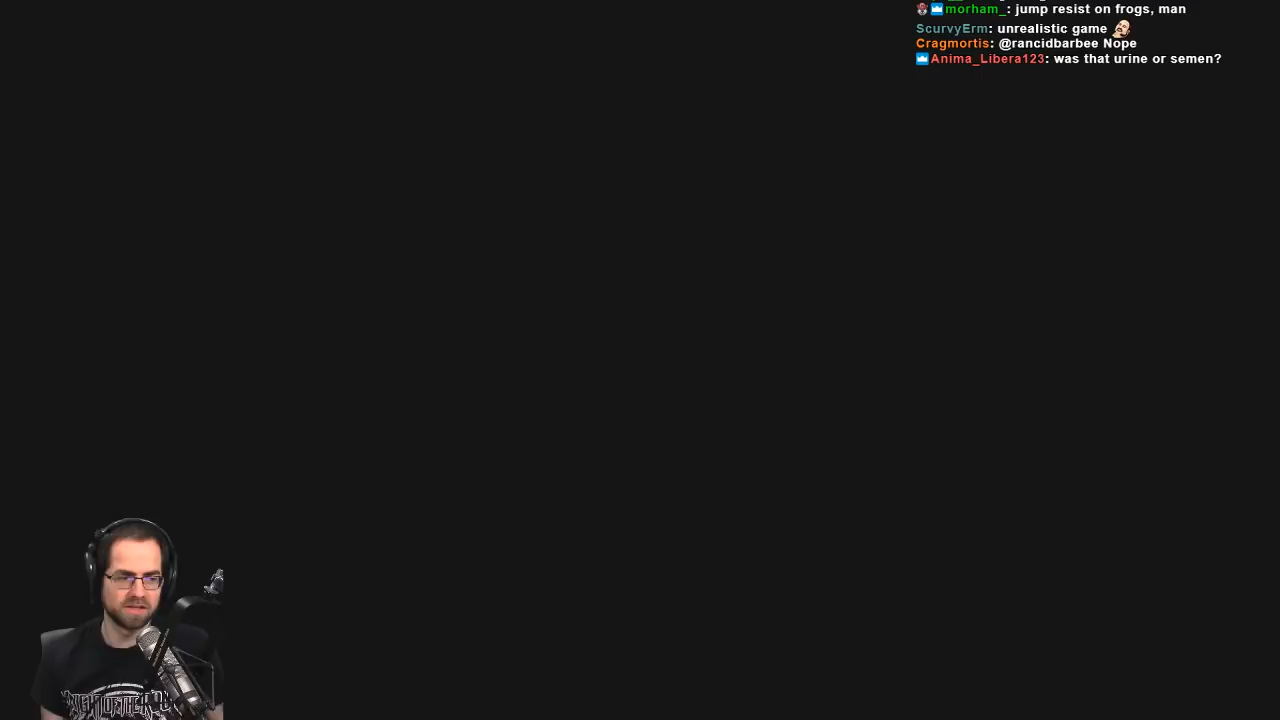 morham_: jump resist on frogs, man
ScurvyErm: unrealistic game
Cragmortis: @rancidbarbee Nope
Anima_Libera123: was that urine or semen?